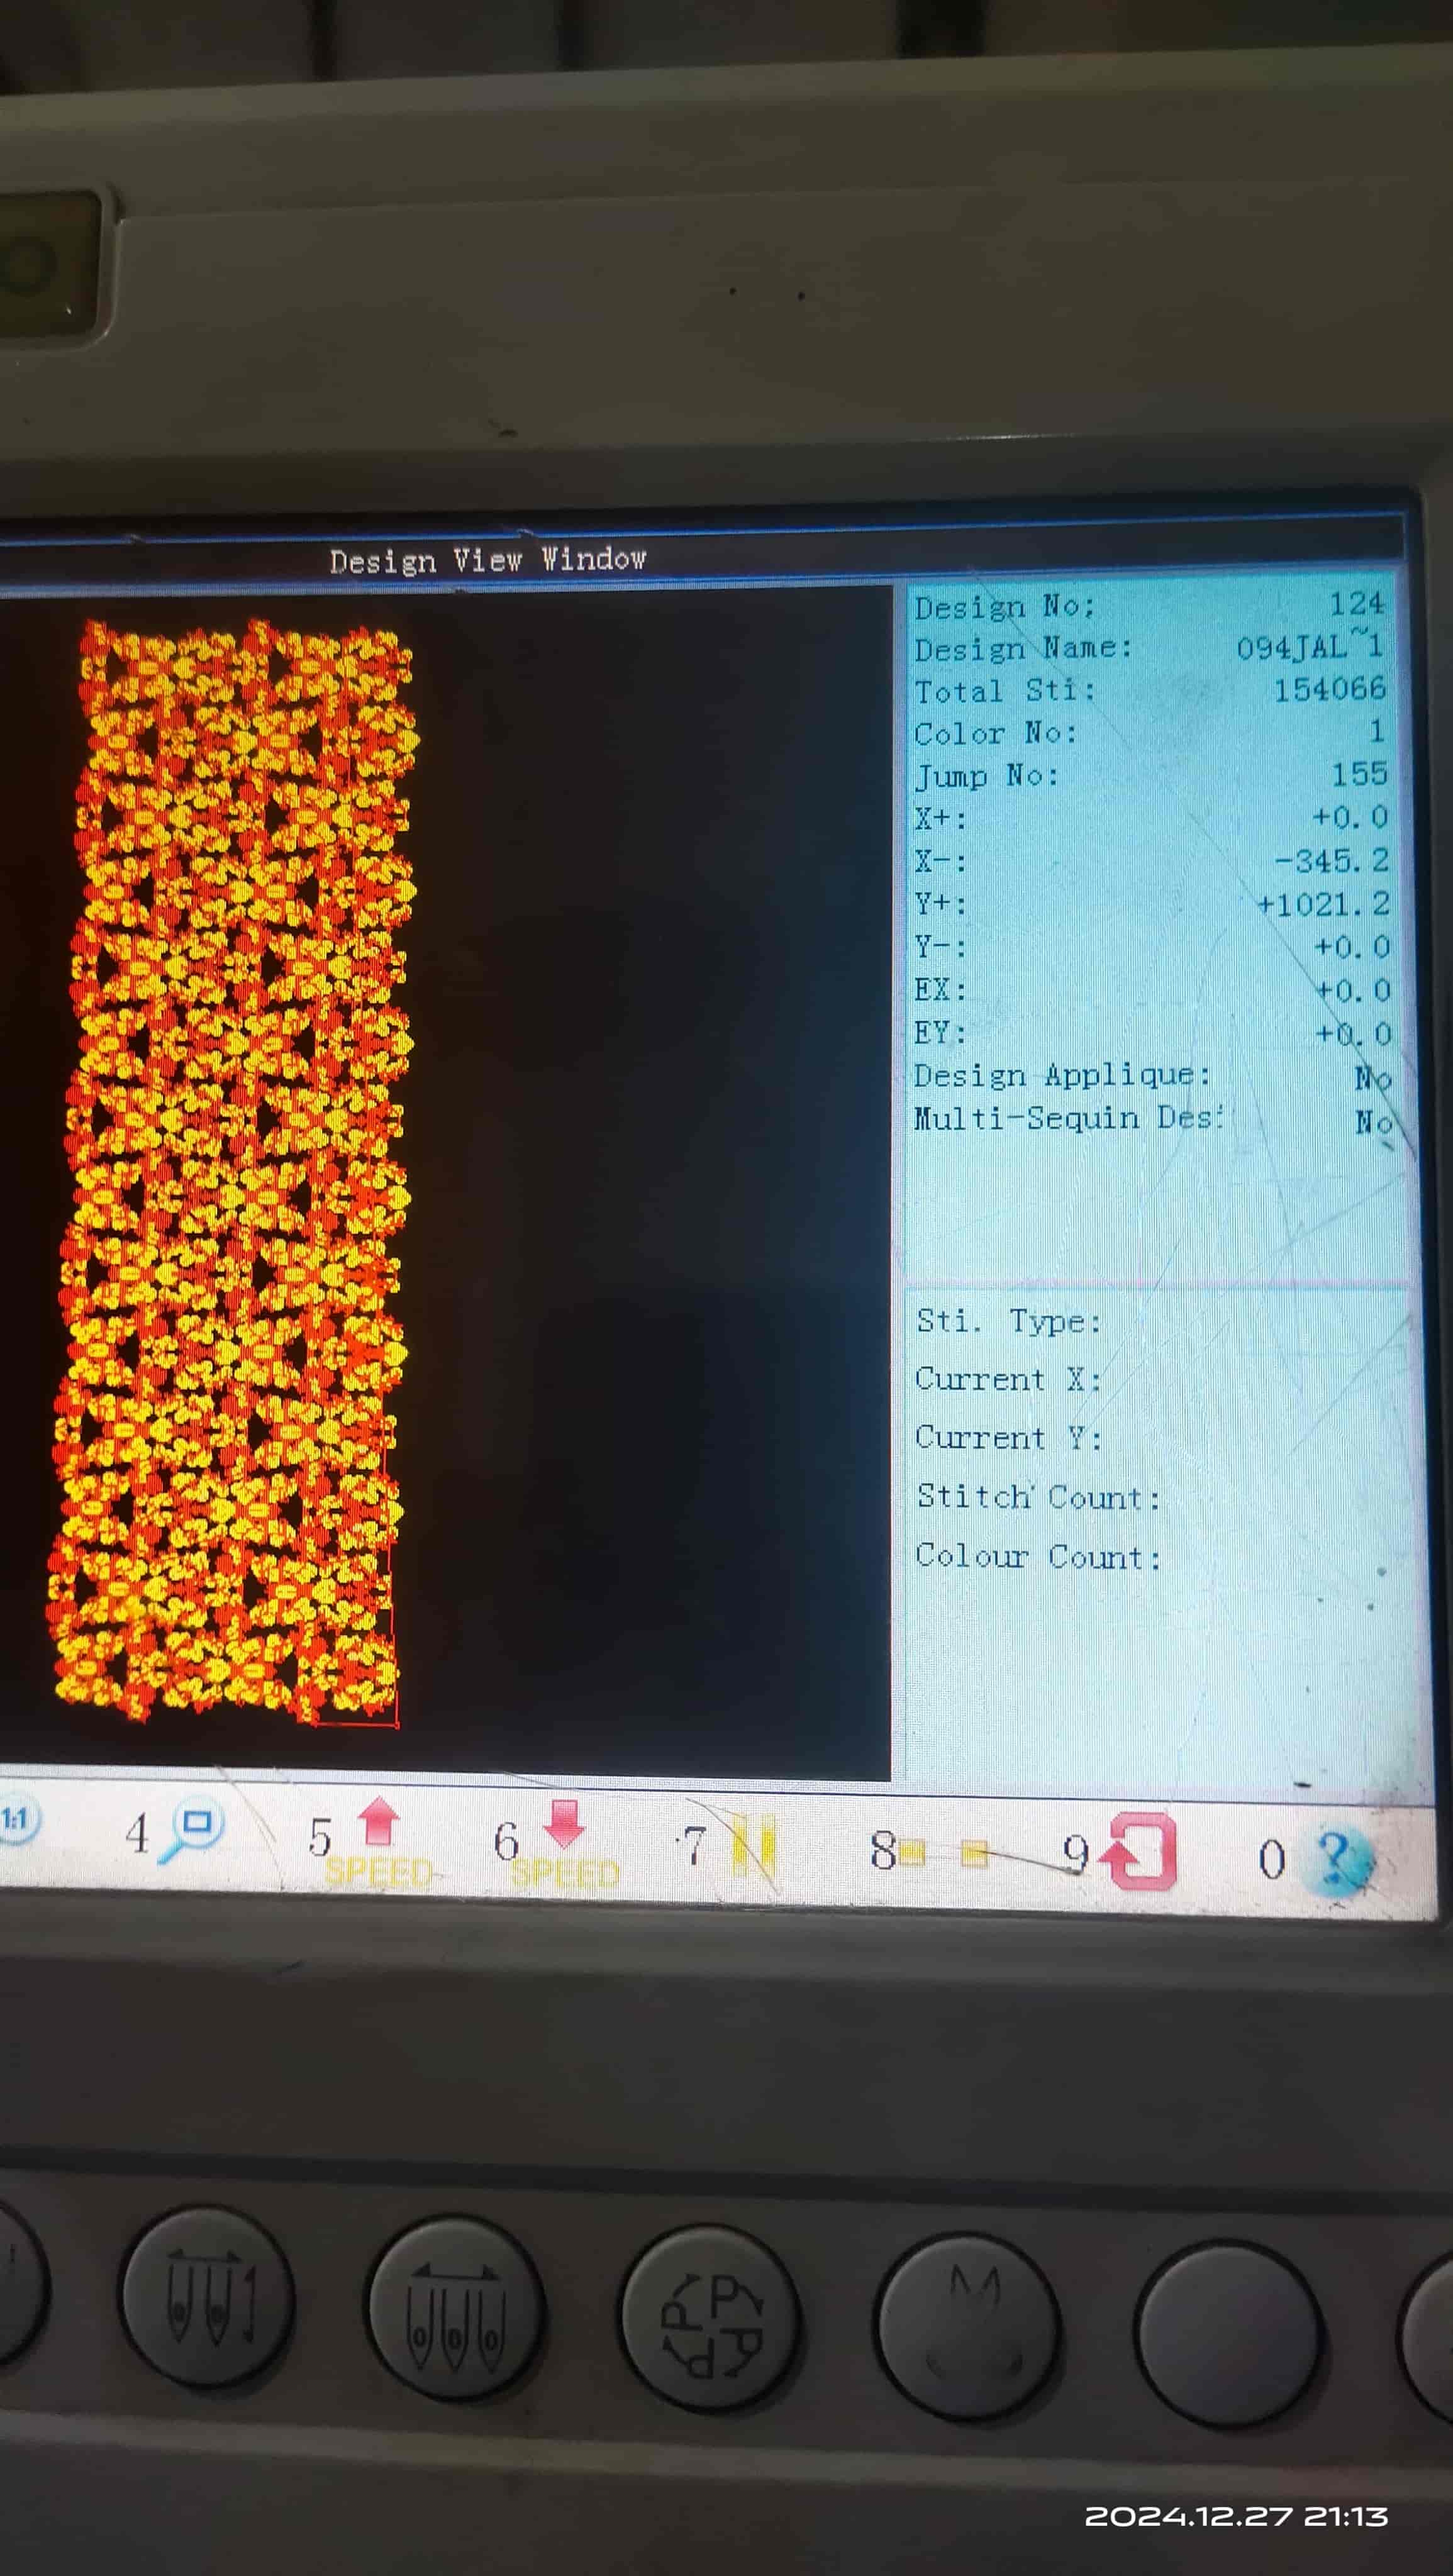 Design View Window
Design No: 124
Design Name: 094JAL~1
Total Sti: 154066
Color No: 1
Jump No: 155
X+: +0.0
X-: -345.2
Y+: +1021.2
Y-: +0.0
EX: +0.0
EY: +0.0
Design Applique: No
Multi-Sequin Des: No
Sti. Type:
Current X:
Current Y:
Stitch Count:
Colour Count:
1:1 4 5 SPEED 6 SPEED 7 8 9 0 ?
P P P P
2024.12.27 21:13